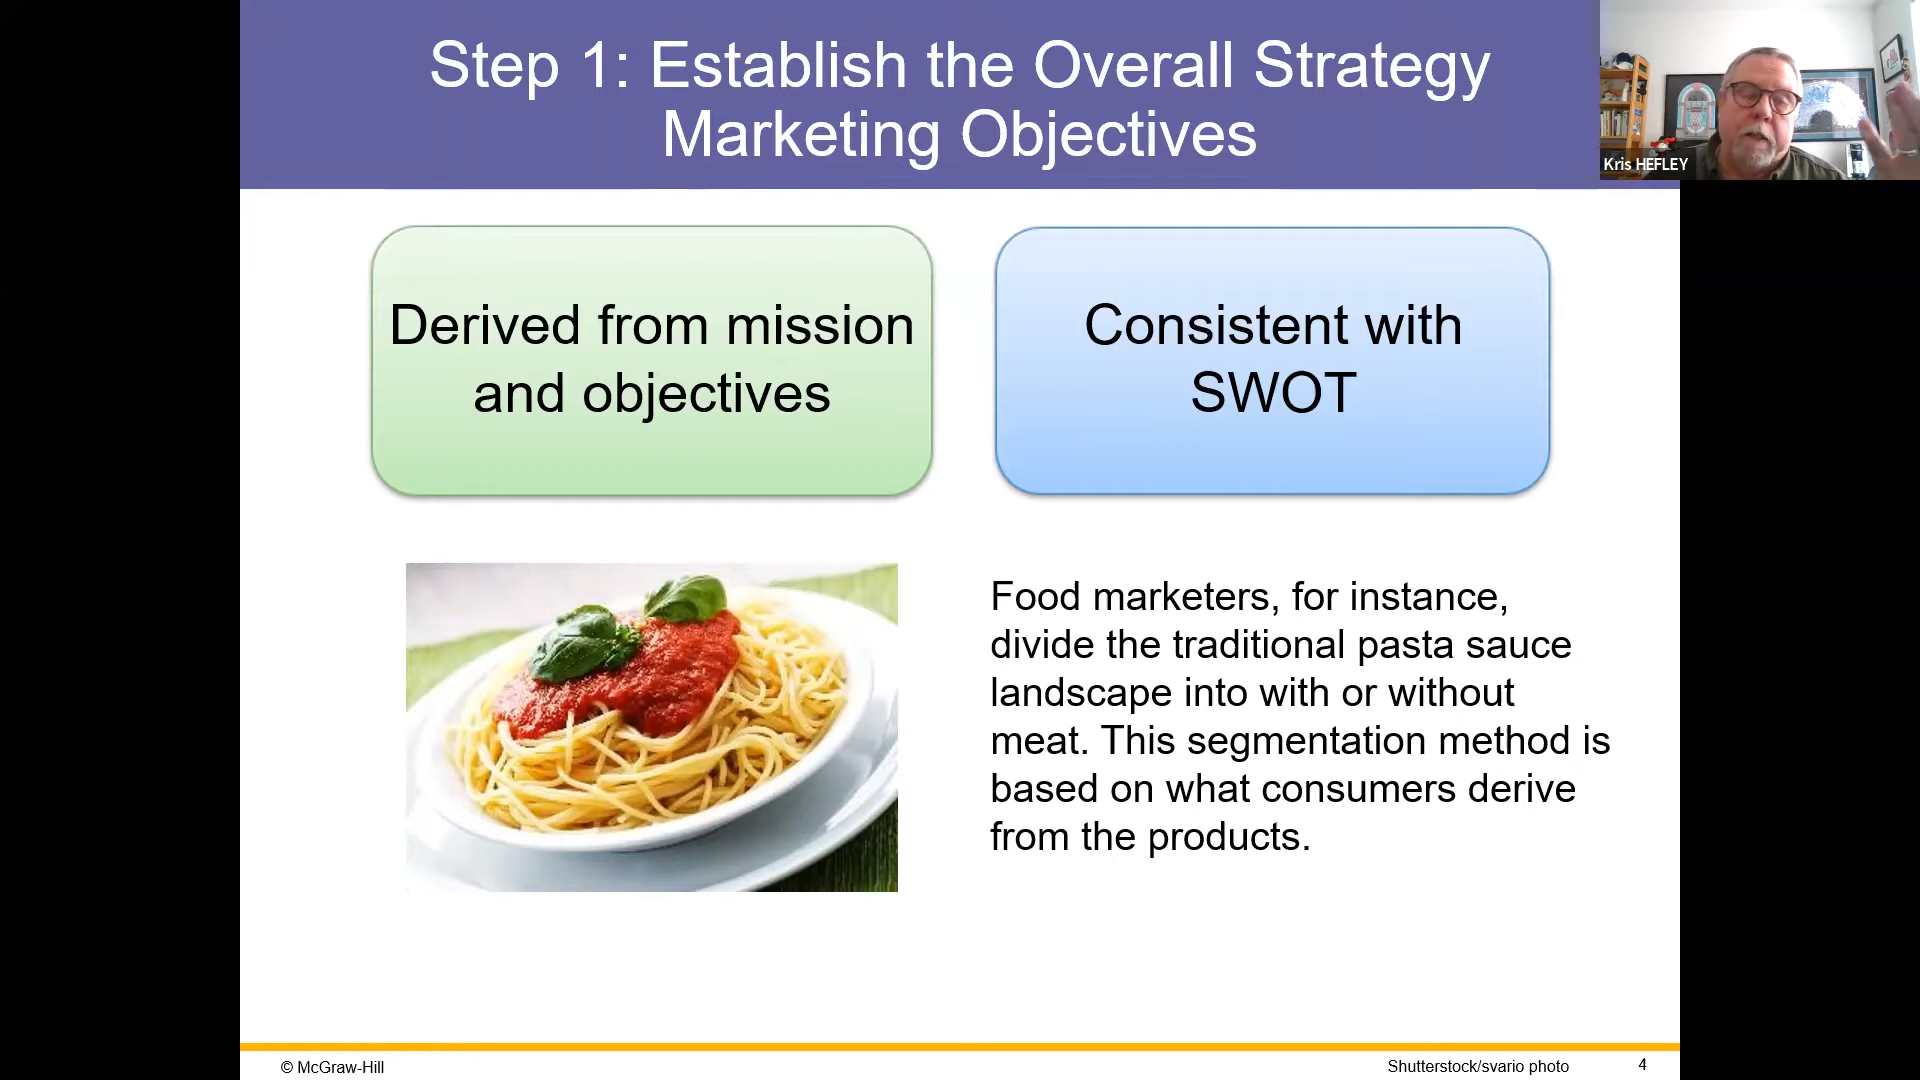 Step 1: Establish the Overall Strategy
Marketing Objectives
Kris HEFLEY
Derived from mission
and objectives
Consistent with
SWOT
Food marketers, for instance,
divide the traditional pasta sauce
landscape into with or without
meat. This segmentation method is
based on what consumers derive
from the products.
© McGraw-Hill
Shutterstock/svario photo
4